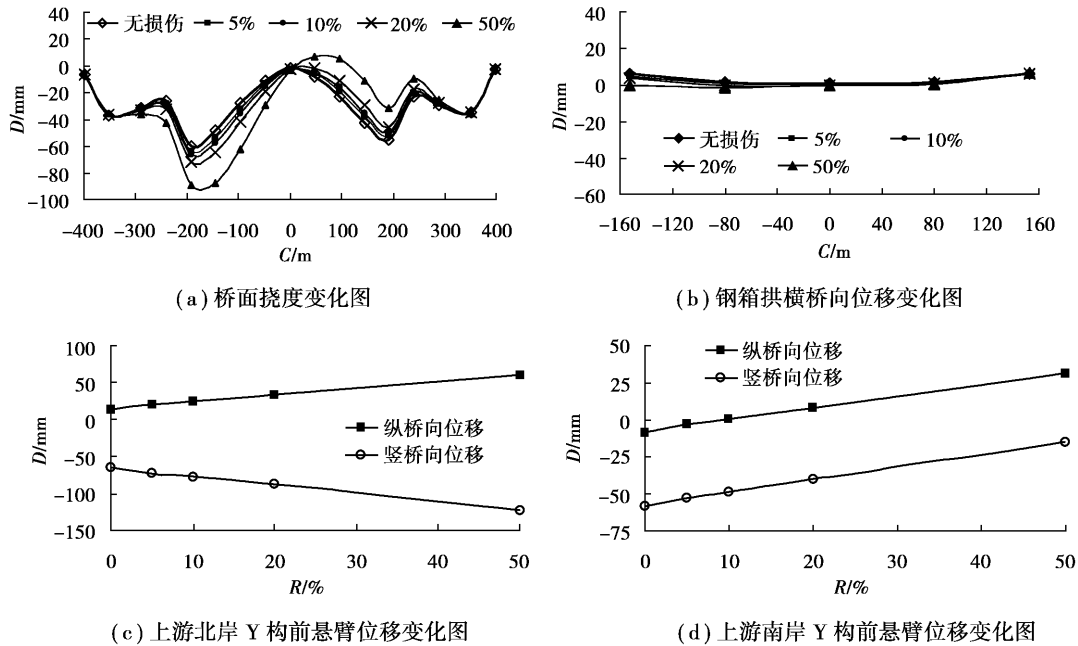 无损伤 5% 10% 20% 50%
40
20
0
−20
−40
−60
−80
−100
D/mm
−400 −300 −200 −100 0 100 200 300 400
C/m
(a)桥面挠度变化图
40
20
0
−20
−40
−60
D/mm
无损伤 5% 10%
20% 50%
−160 −120 −80 −40 0 40 80 120 160
C/m
(b)钢箱拱横桥向位移变化图
100
50
0
−50
−100
−150
D/mm
纵桥向位移
竖桥向位移
0 10 20 30 40 50
R/%
(c)上游北岸 Y 构前悬臂位移变化图
50
25
0
−25
−50
−75
D/mm
纵桥向位移
竖桥向位移
0 10 20 30 40 50
R/%
(d)上游南岸 Y 构前悬臂位移变化图